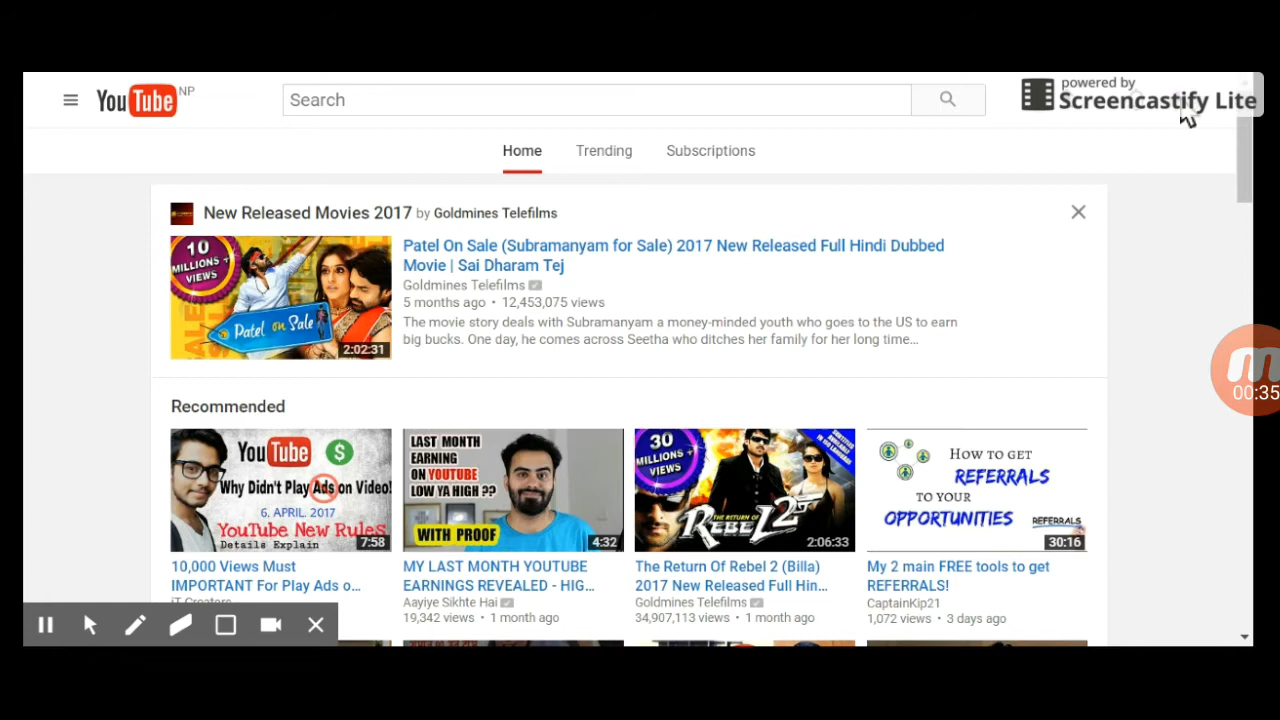 YouTube NP
Search
powered by
Screencastify Lite
Home Trending Subscriptions
New Released Movies 2017 by Goldmines Telefilms
10
MILLIONS+
VIEWS
Patel on Sale
2:02:31
Patel On Sale (Subramanyam for Sale) 2017 New Released Full Hindi Dubbed
Movie | Sai Dharam Tej
Goldmines Telefilms
5 months ago • 12,453,075 views
The movie story deals with Subramanyam a money-minded youth who goes to the US to earn
big bucks. One day, he comes across Seetha who ditches her family for her long time…
00:35
Recommended
YouTube $
Why Didn't Play Ads on Video!
6. APRIL. 2017
YouTube New Rules
Details Explain
7:58
LAST MONTH
EARNING
ON YOUTUBE
LOW YA HIGH ??
WITH PROOF
4:32
30
MILLIONS+
VIEWS
THE RETURN OF
REBEL 2
2:06:33
HOW TO GET
REFERRALS
TO YOUR
OPPORTUNITIES
REFERRALS
30:16
10,000 Views Must
IMPORTANT For Play Ads o…
iT Creators
MY LAST MONTH YOUTUBE
EARNINGS REVEALED - HIG…
Aayiye Sikhte Hai
19,342 views • 1 month ago
The Return Of Rebel 2 (Billa)
2017 New Released Full Hin…
Goldmines Telefilms
34,907,113 views • 1 month ago
My 2 main FREE tools to get
REFERRALS!
CaptainKip21
1,072 views • 3 days ago